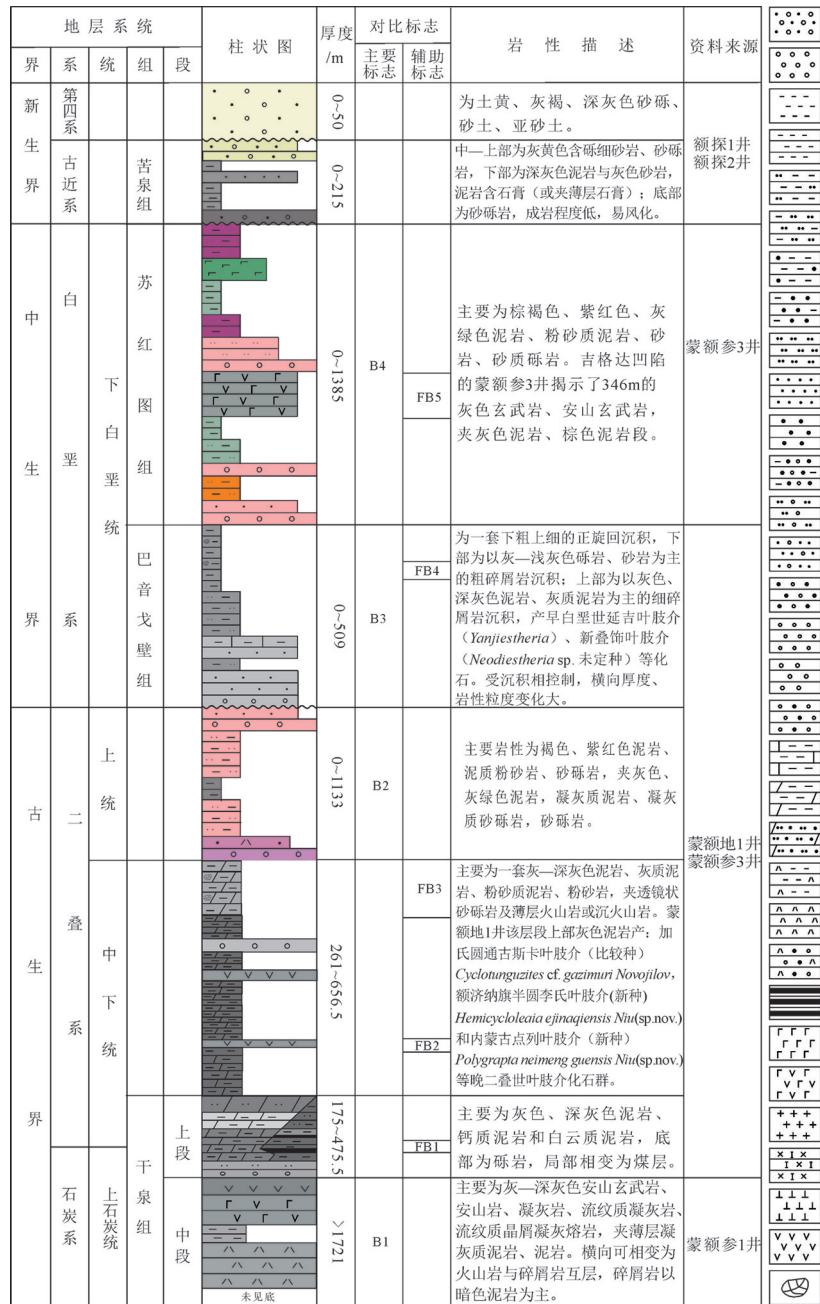 地层系统
柱状图
厚度
/m
对比标志
岩性描述
资料来源
界
系
统
组
段
主要
标志
辅助
标志
新生界
第四系
0~50
为土黄、灰褐、深灰色砂砾、
砂土、亚砂土。
额探1井
额探2井
古近系
苦泉组
0~215
中—上部为灰黄色含砾细砂岩、砂砾
岩，下部为深灰色泥岩与灰色砂岩，
泥岩含石膏（或夹薄层石膏）；底部
为砂砾岩，成岩程度低，易风化。
中生界
白垩系
下白垩统
苏红图组
0~1385
B4
FB5
主要为棕褐色、紫红色、灰
绿色泥岩、粉砂质泥岩、砂
岩、砂质砾岩。吉格达凹陷
的蒙额参3井揭示了346m的
灰色玄武岩、安山玄武岩，
夹灰色泥岩、棕色泥岩段。
蒙额参3井
巴音戈壁组
0~509
B3
FB4
为一套下粗上细的正旋回沉积，下
部为以灰—浅灰色砾岩、砂岩为主
的粗碎屑岩沉积；上部为以灰色、
深灰色泥岩、灰质泥岩为主的细碎
屑岩沉积，产早白垩世延吉叶肢介
（Yanjiestheria）、新叠饰叶肢介
（Neodiestheria sp. 未定种）等化
石。受沉积相控制，横向厚度、
岩性粒度变化大。
蒙额地1井
蒙额参3井
古生界
二叠系
上统
0~1133
B2
主要岩性为褐色、紫红色泥岩、
泥质粉砂岩、砂砾岩，夹灰色、
灰绿色泥岩，凝灰质泥岩、凝灰
质砂砾岩，砂砾岩。
中下统
261~656.5
FB3
FB2
主要为一套灰—深灰色泥岩、灰质泥
岩、粉砂质泥岩、粉砂岩，夹透镜状
砂砾岩及薄层火山岩或沉火山岩。蒙
额地1井该层段上部灰色泥岩产：加
氏圆通古斯卡叶肢介（比较种）
Cyclotunguzites cf. gazimuri Novojilov，
额济纳旗半圆李氏叶肢介(新种)
Hemicycloleaia ejinaqiensis Niu(sp.nov.)
和内蒙古点列叶肢介（新种）
Polygrapta neimeng guensis Niu(sp.nov.)
等晚二叠世叶肢介化石群。
干泉组
上段
175~475.5
FB1
主要为灰色、深灰色泥岩、
钙质泥岩和白云质泥岩，底
部为砾岩，局部相变为煤层。
石炭系
上石炭统
中段
>1721
B1
主要为灰—深灰色安山玄武岩、
安山岩、凝灰岩、流纹质凝灰岩、
流纹质晶屑凝灰熔岩，夹薄层凝
灰质泥岩、泥岩。横向可相变为
火山岩与碎屑岩互层，碎屑岩以
暗色泥岩为主。
蒙额参1井
未见底